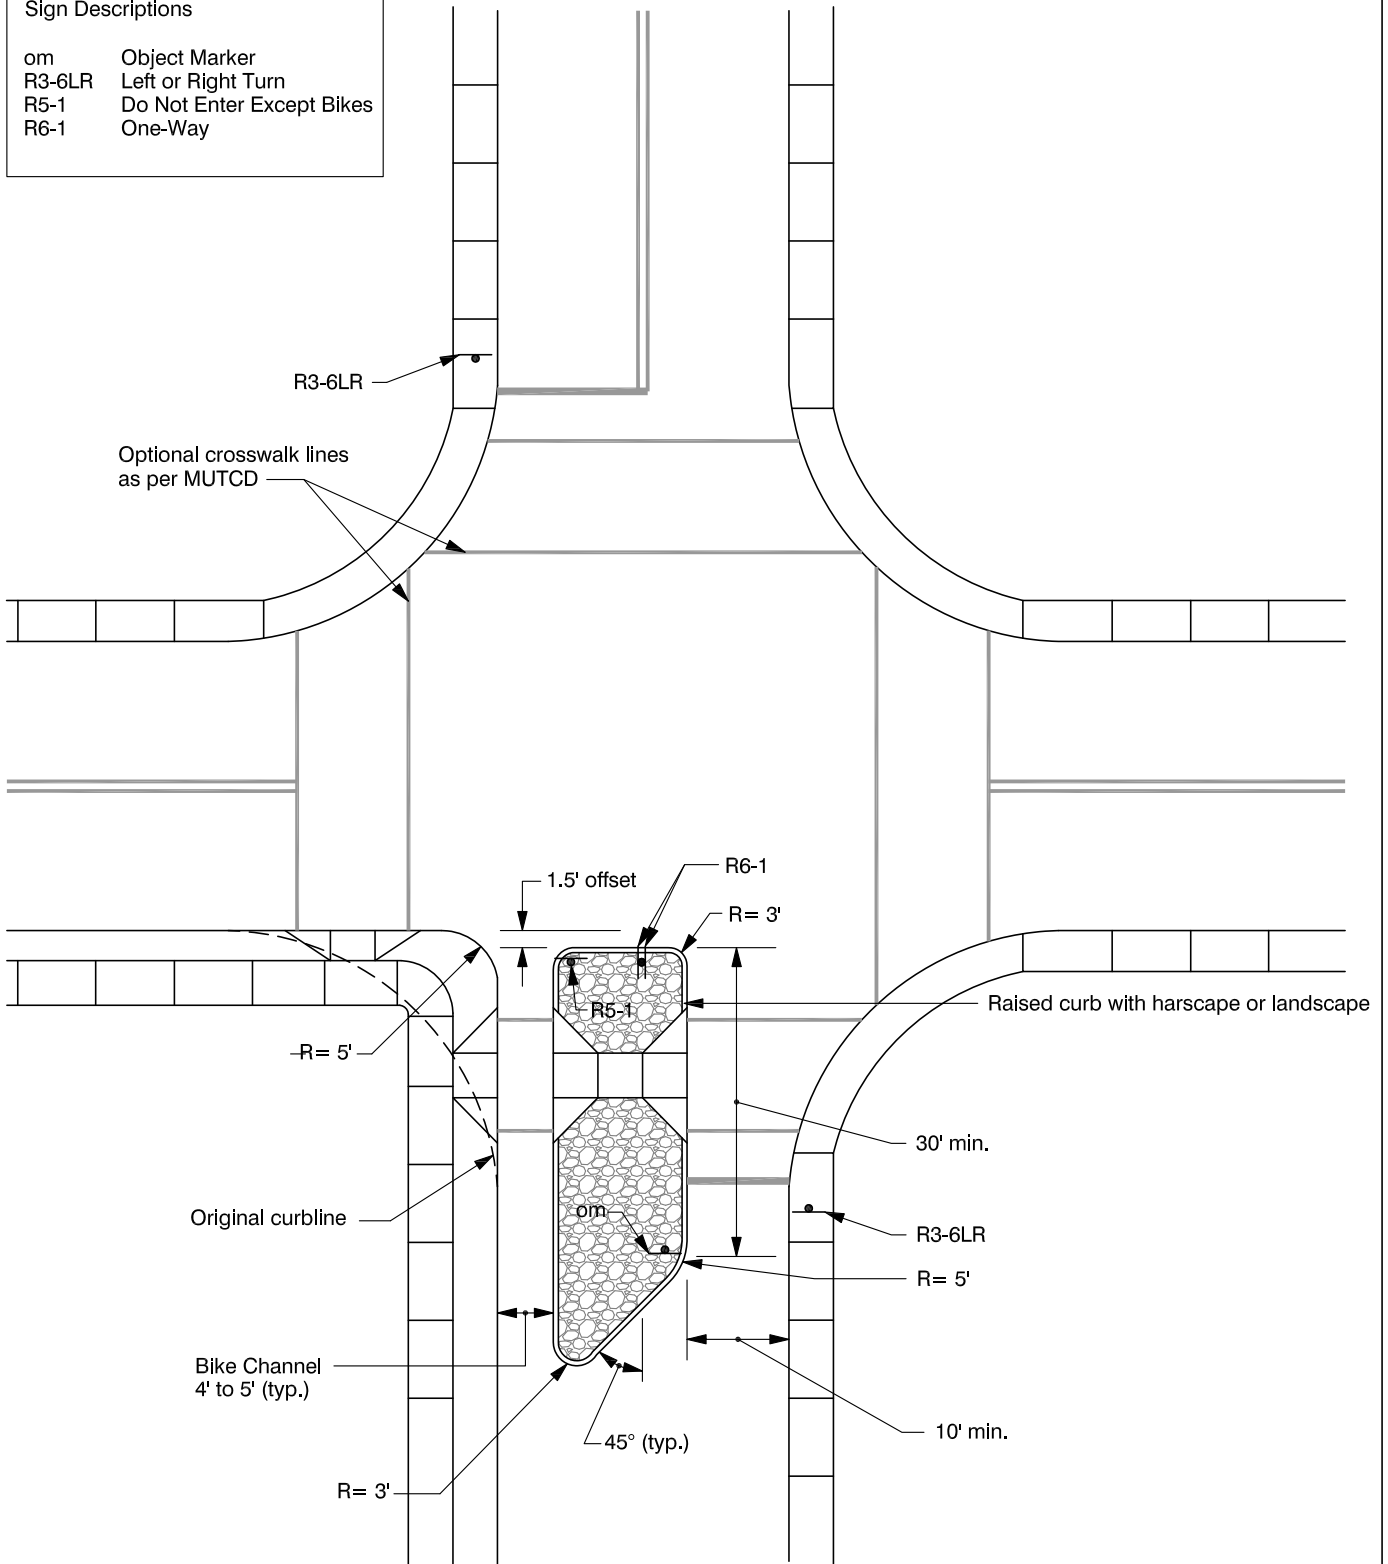 Sign Descriptions
om Object Marker
R3-6LR Left or Right Turn
R5-1 Do Not Enter Except Bikes
R6-1 One-Way
R3-6LR
Optional crosswalk lines
as per MUTCD
1.5' offset
R6-1
R= 3'
R5-1
Raised curb with harscape or landscape
R= 5'
30' min.
Original curbline
om
R3-6LR
R= 5'
Bike Channel
4' to 5' (typ.)
45° (typ.)
10' min.
R= 3'